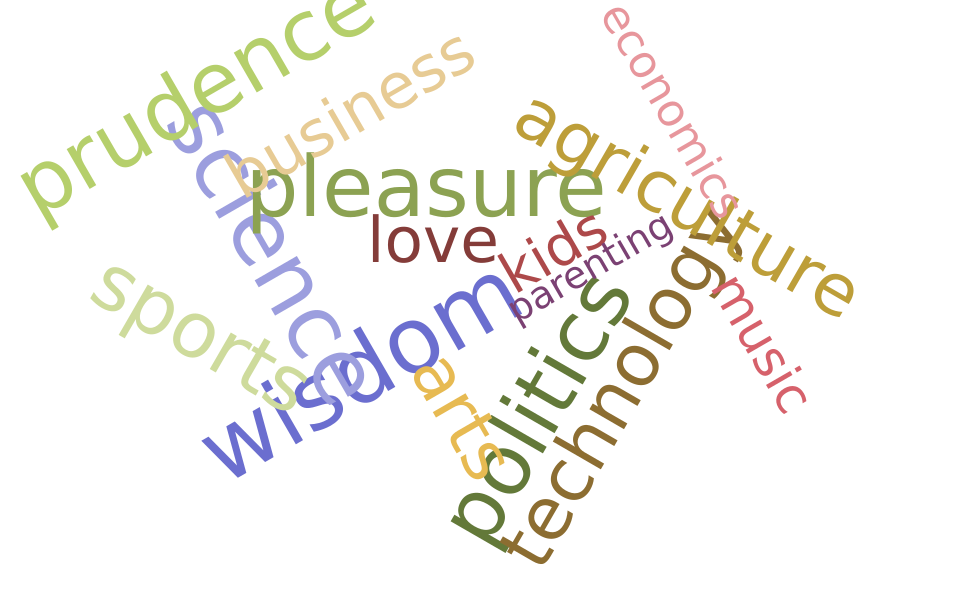 prudence
economics
business
science
agriculture
pleasure
love
kids
parenting
sports
wisdom
technology
politics
music
arts